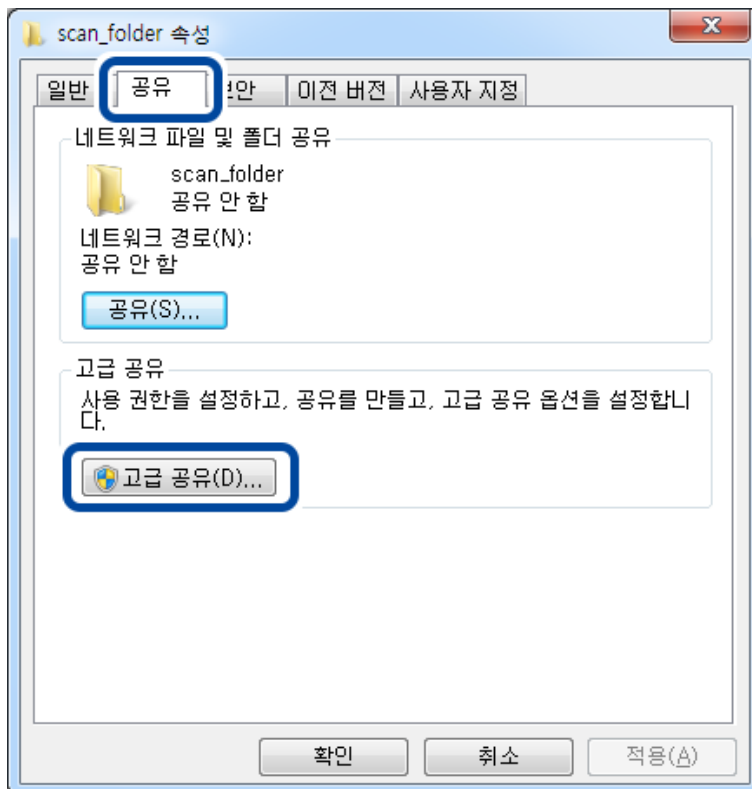 scan_folder 속성
일반 공유 보안 이전 버전 사용자 지정
네트워크 파일 및 폴더 공유
scan_folder
공유 안 함
네트워크 경로(N):
공유 안 함
공유(S)...
고급 공유
사용 권한을 설정하고, 공유를 만들고, 고급 공유 옵션을 설정합니
다.
고급 공유(D)...
확인 취소 적용(A)